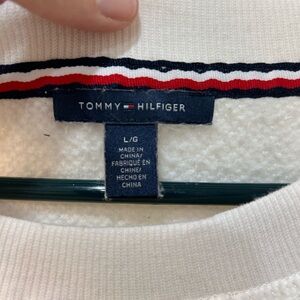 TOMMY HILFIGER
L/G
MADE IN
CHINA/
FABRIQUÉ EN
CHINE/
HECHO EN
CHINA